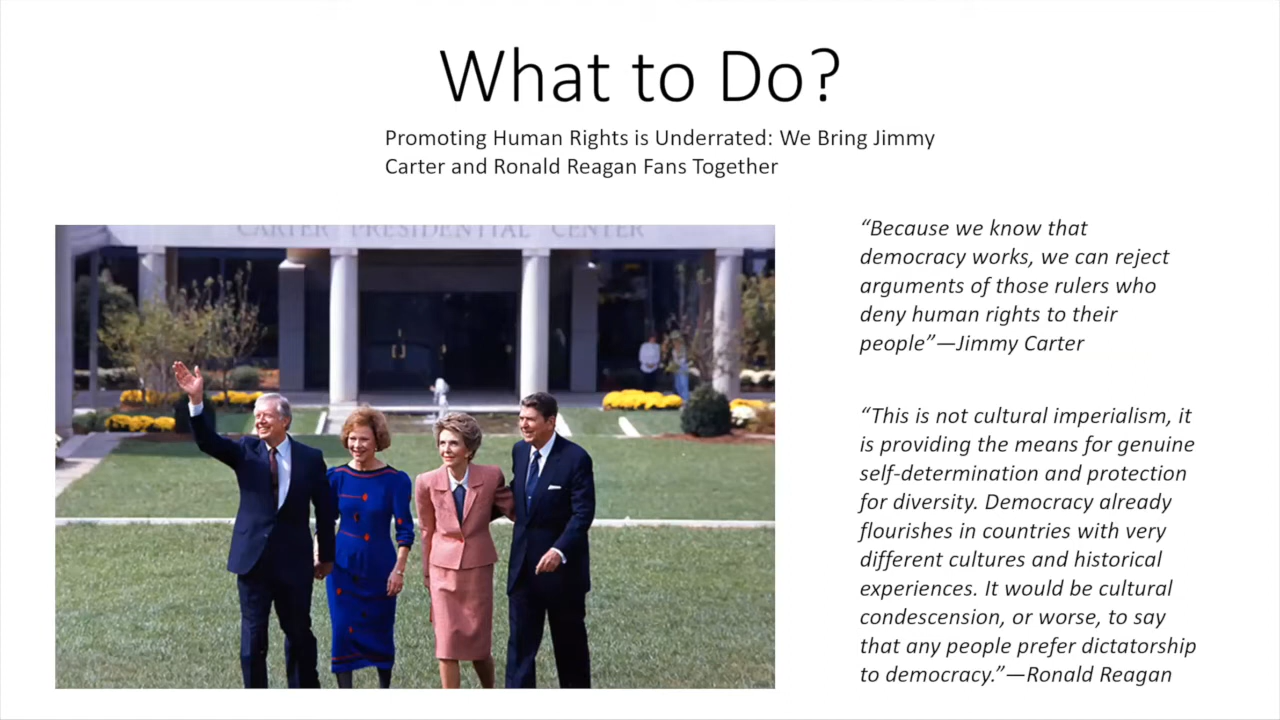 What to Do?
Promoting Human Rights is Underrated: We Bring Jimmy
Carter and Ronald Reagan Fans Together
CARTER PRESIDENTIAL CENTER
“Because we know that
democracy works, we can reject
arguments of those rulers who
deny human rights to their
people”—Jimmy Carter
“This is not cultural imperialism, it
is providing the means for genuine
self-determination and protection
for diversity. Democracy already
flourishes in countries with very
different cultures and historical
experiences. It would be cultural
condescension, or worse, to say
that any people prefer dictatorship
to democracy.”—Ronald Reagan